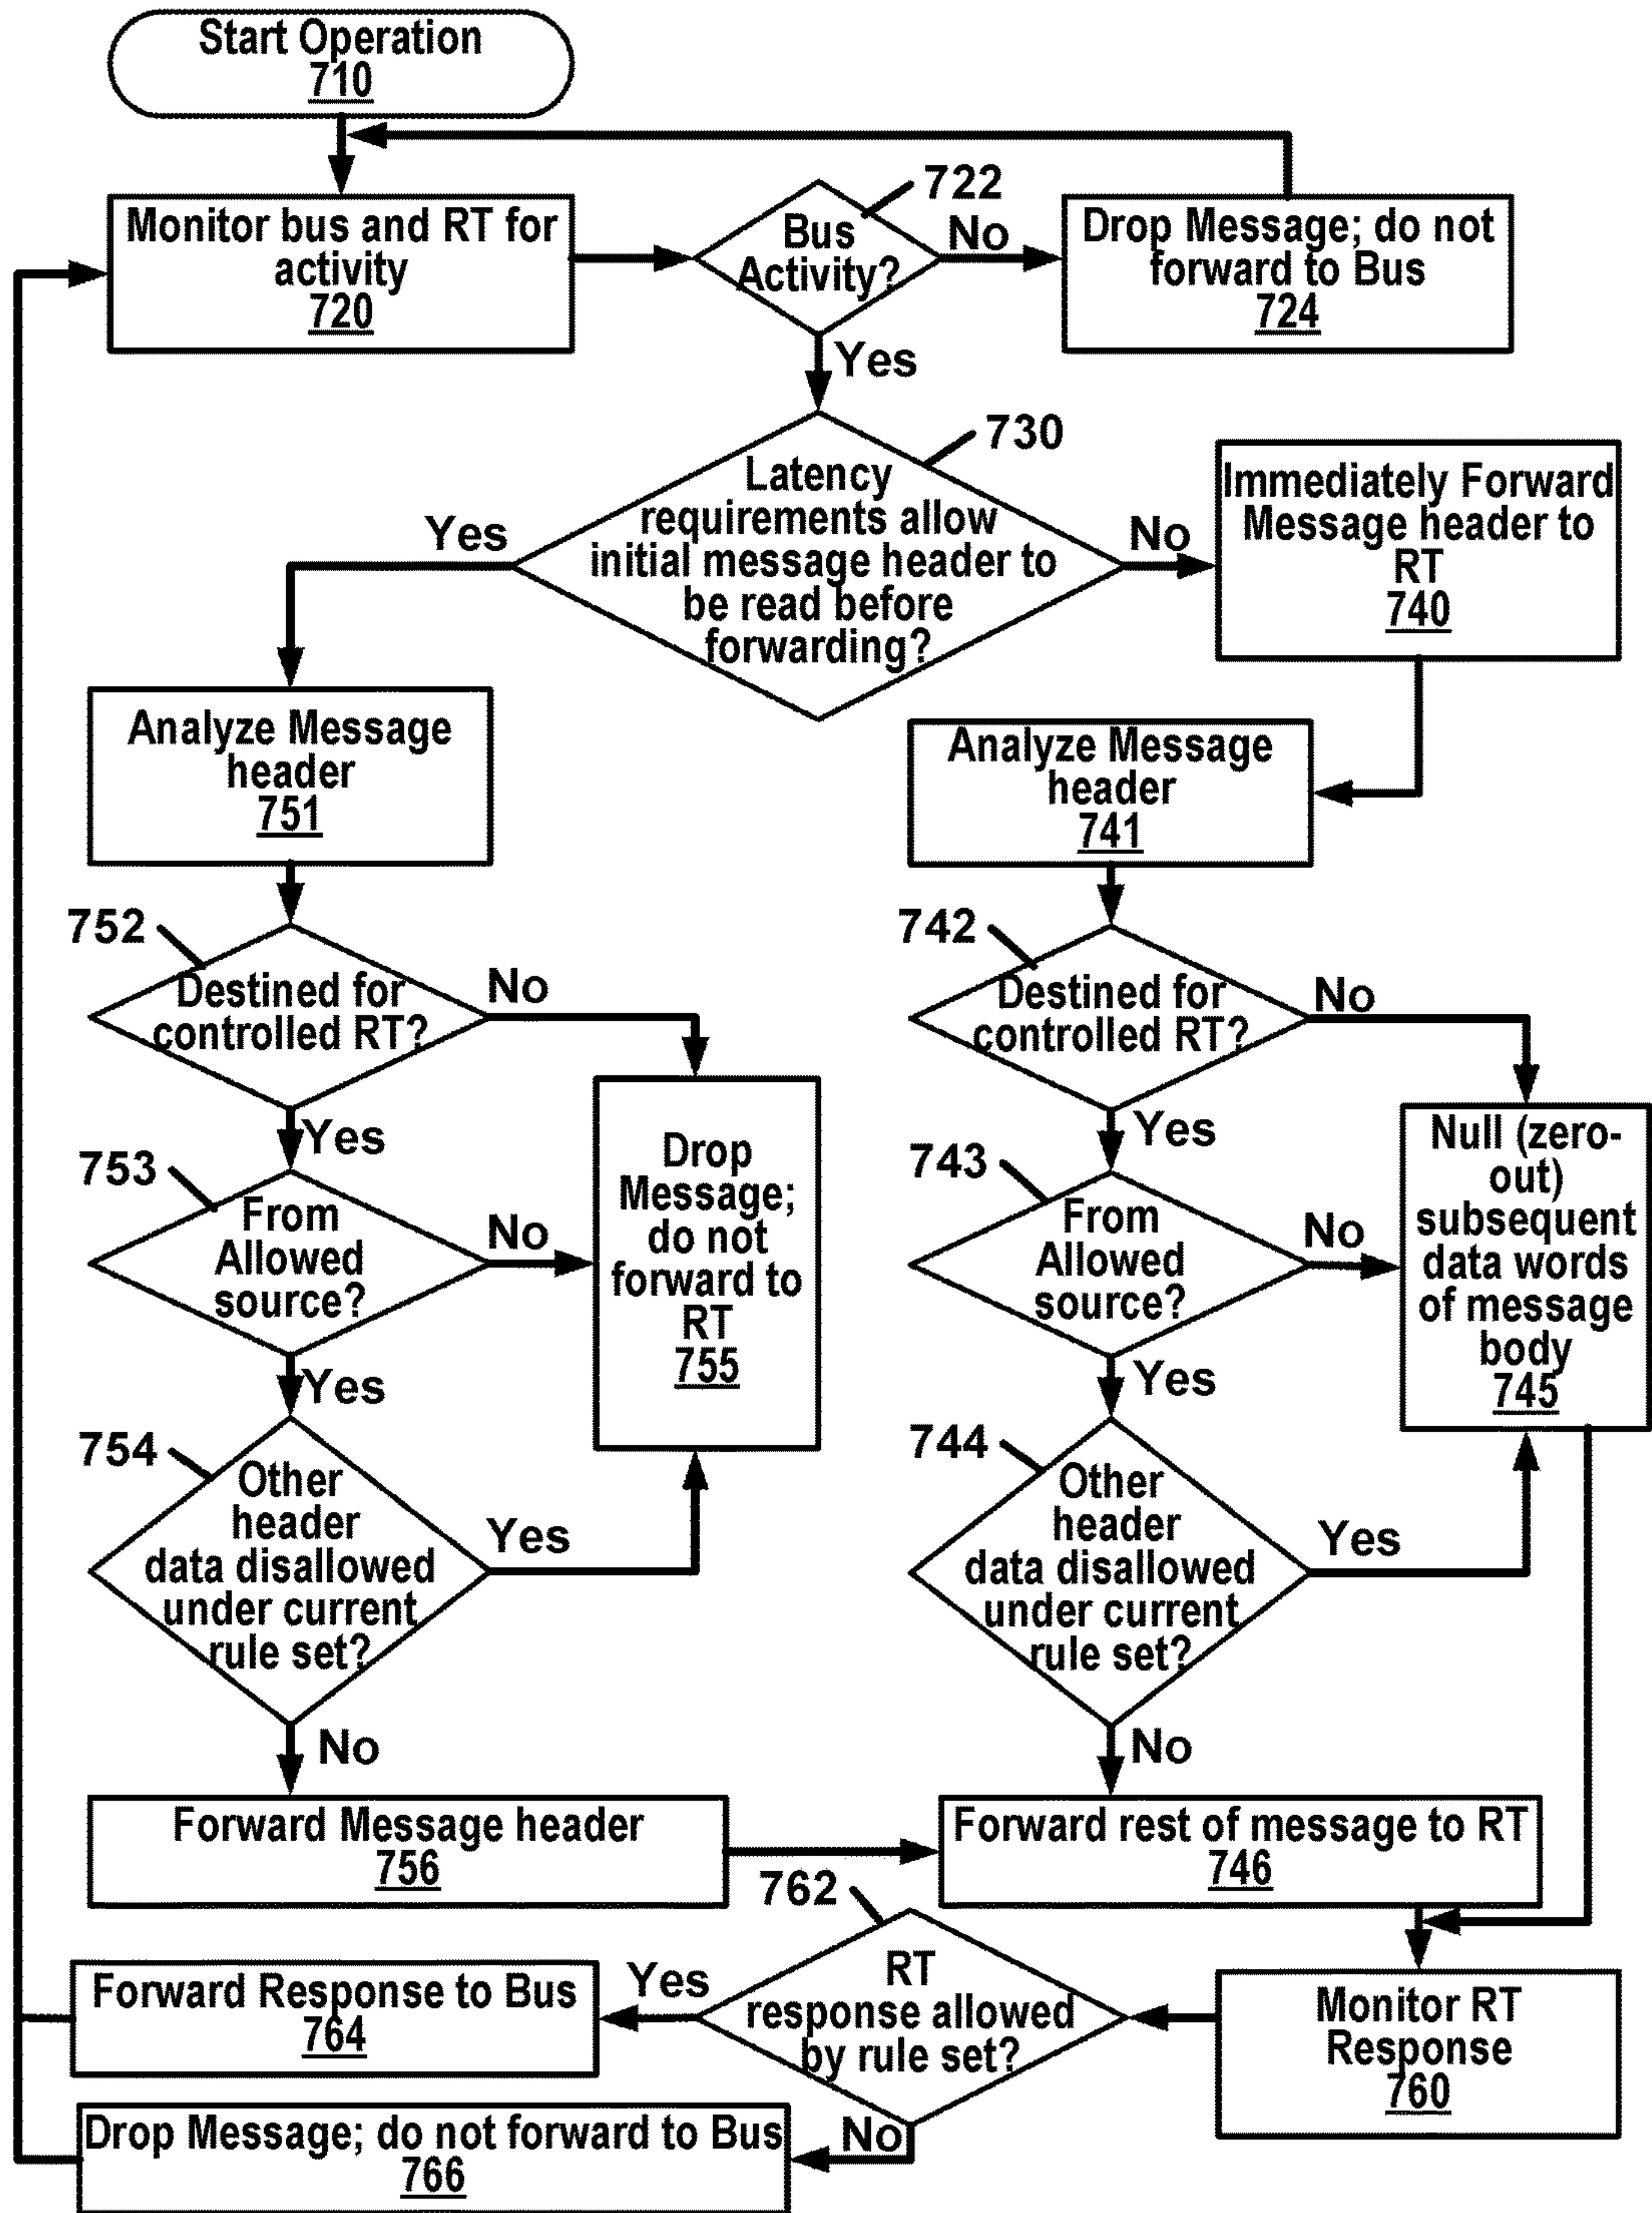 Start Operation
710
Monitor bus and RT for
activity
720
722
Bus
Activity?
No
Yes
Drop Message; do not
forward to Bus
724
730
Latency
requirements allow
initial message header to
be read before
forwarding?
Yes
No
Immediately Forward
Message header to
RT
740
Analyze Message
header
751
Analyze Message
header
741
752
Destined for
controlled RT?
No
Yes
742
Destined for
controlled RT?
No
Yes
753
From
Allowed
source?
No
Yes
Drop
Message;
do not
forward to
RT
755
743
From
Allowed
source?
No
Yes
Null (zero-
out)
subsequent
data words
of message
body
745
754
Other
header
data disallowed
under current
rule set?
Yes
No
744
Other
header
data disallowed
under current
rule set?
Yes
No
Forward Message header
756
Forward rest of message to RT
746
762
RT
response allowed
by rule set?
Yes
No
Monitor RT
Response
760
Forward Response to Bus
764
Drop Message; do not forward to Bus
766